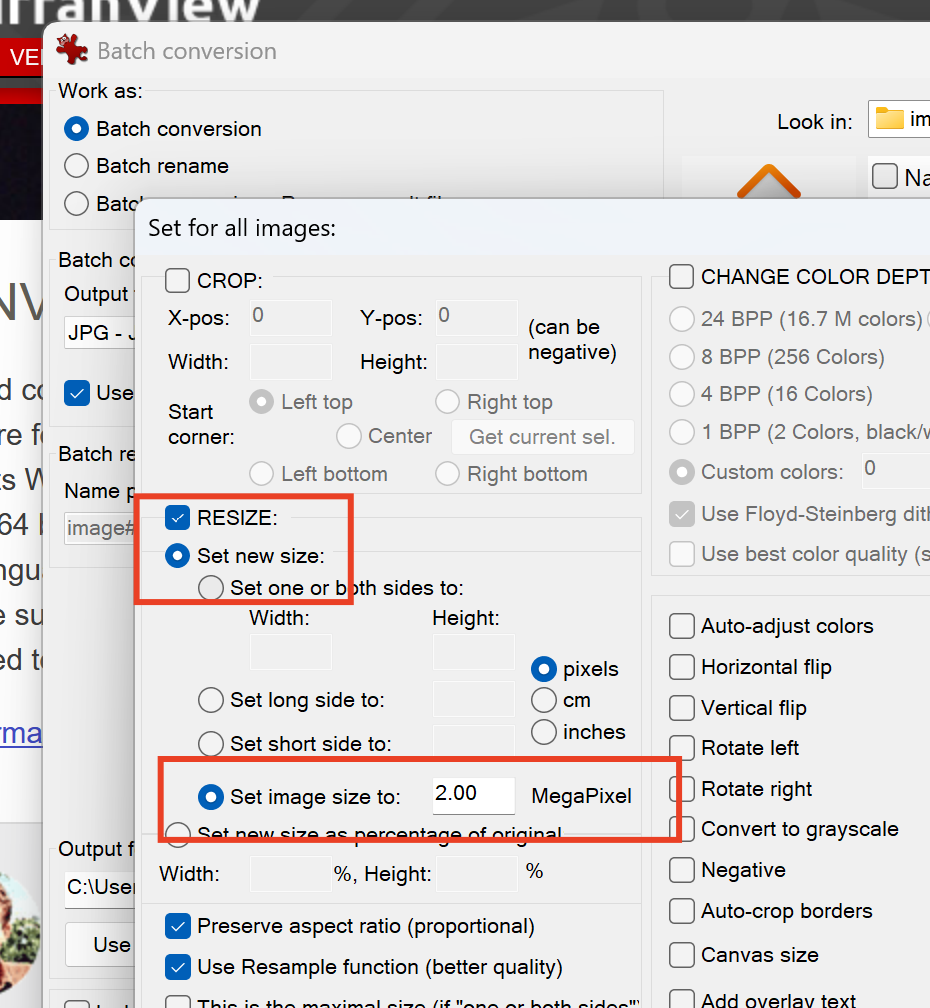 IrfanView
Batch conversion
Work as:
Batch conversion
Batch rename
Look in:
Set for all images:
CROP:
X-pos: 0 Y-pos: 0 (can be
negative)
Width: Height:
Start
corner:
Left top Right top
Center Get current sel.
Left bottom Right bottom
RESIZE:
Set new size:
Set one or both sides to:
Width: Height:
pixels
Set long side to: cm
inches
Set short side to:
Set image size to: 2.00 MegaPixel
Set new size as percentage of original
Width: %, Height: %
Preserve aspect ratio (proportional)
Use Resample function (better quality)
This is the maximal size (if "one or both sides"
CHANGE COLOR DEPT
24 BPP (16.7 M colors)
8 BPP (256 Colors)
4 BPP (16 Colors)
1 BPP (2 Colors, black/w
Custom colors: 0
Use Floyd-Steinberg dith
Use best color quality (s
Auto-adjust colors
Horizontal flip
Vertical flip
Rotate left
Rotate right
Convert to grayscale
Negative
Auto-crop borders
Canvas size
Add overlay text
Batch co
Output
JPG - J
Use
Batch re
Name p
image#
Output f
C:\User
Use